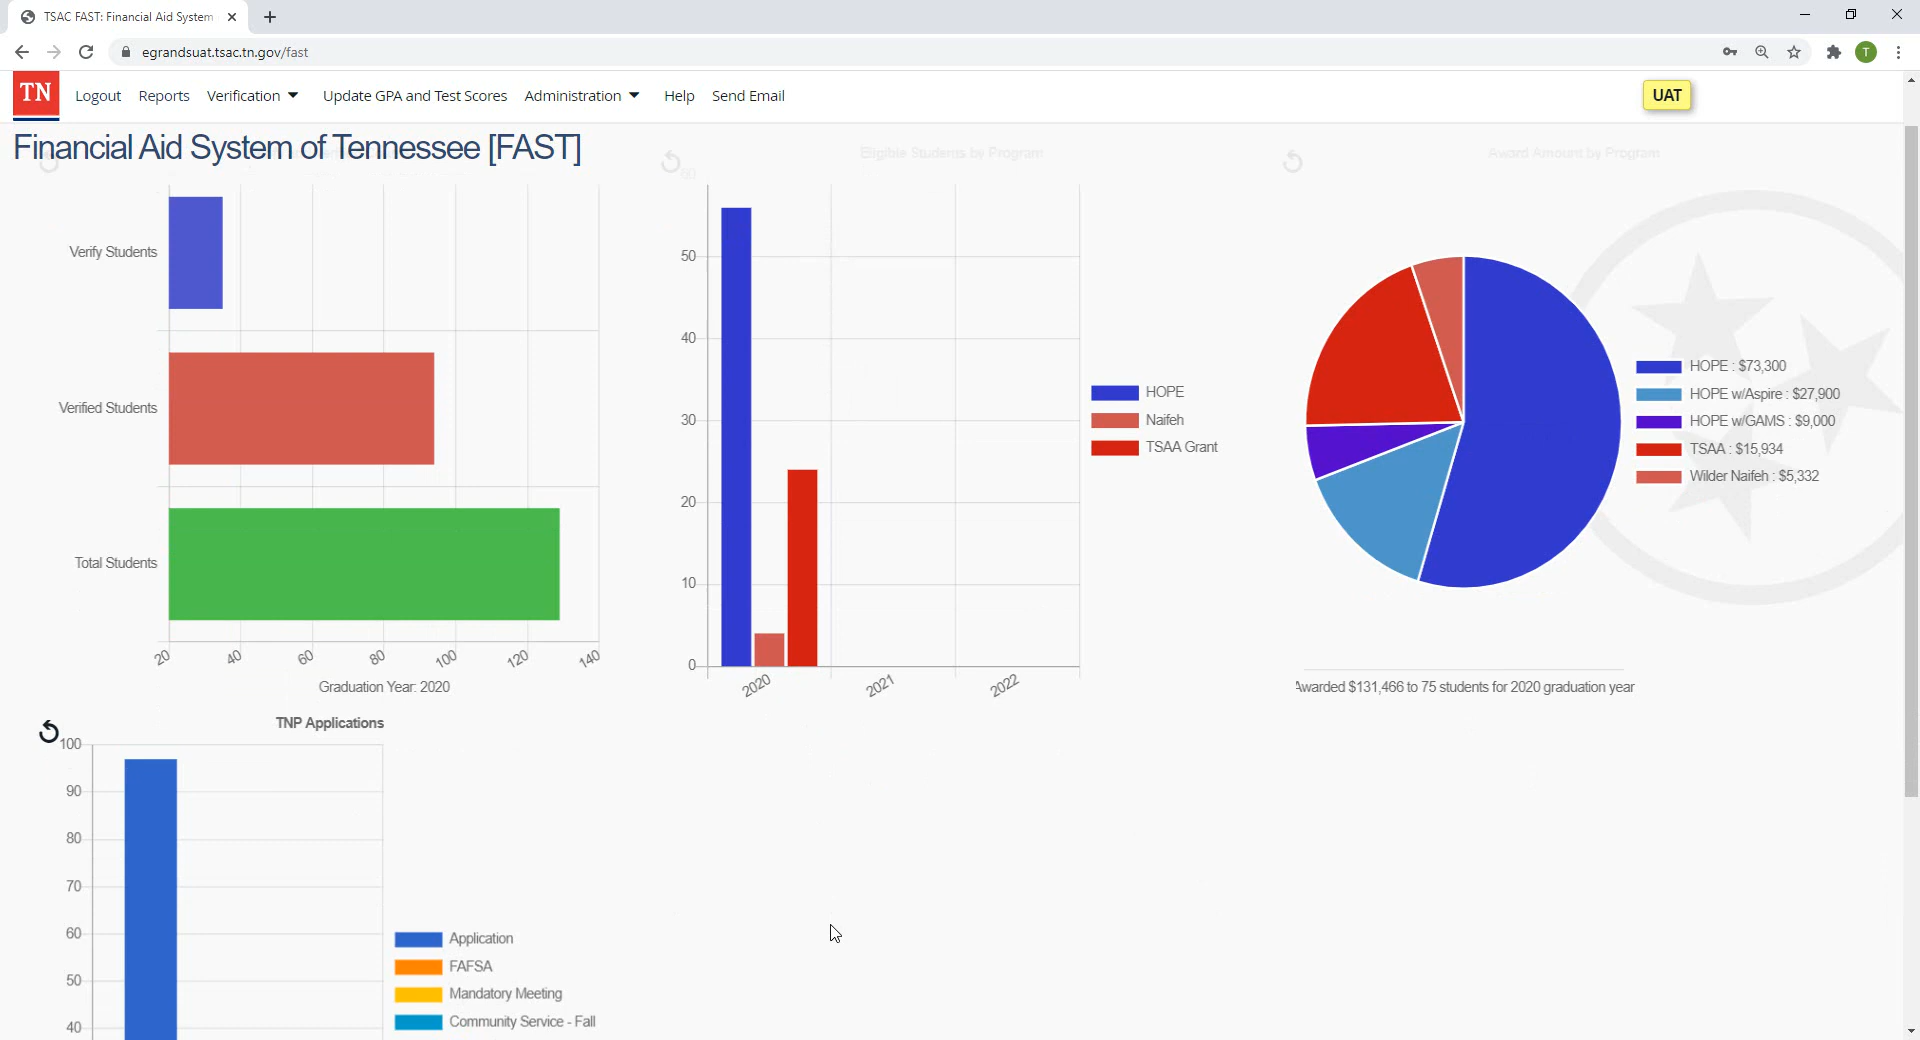 TSAC FAST: Financial Aid System
egrandsuat.tsac.tn.gov/fast
T
TN
Logout Reports Verification Update GPA and Test Scores Administration Help Send Email
UAT
Financial Aid System of Tennessee [FAST]
Verify Students
Verified Students
Total Students
20 40 60 80 100 120 140
Graduation Year: 2020
Eligible Students by Program
60
50
40
30
20
10
0
2020 2021 2022
HOPE
Naifeh
TSAA Grant
Award Amount by Program
HOPE : $73,300
HOPE w/Aspire : $27,900
HOPE w/GAMS : $9,000
TSAA : $15,934
Wilder Naifeh : $5,332
Awarded $131,466 to 75 students for 2020 graduation year
TNP Applications
100
90
80
70
60
50
40
Application
FAFSA
Mandatory Meeting
Community Service - Fall